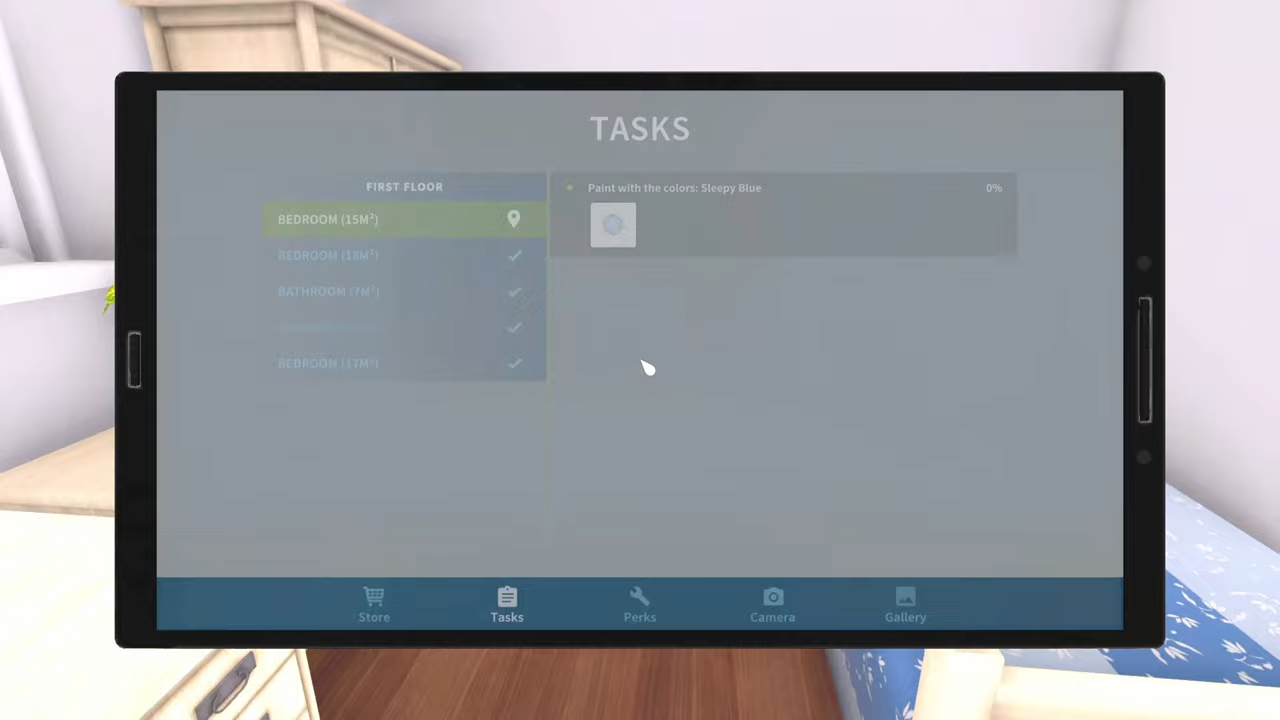 TASKS
FIRST FLOOR
BEDROOM (15M²)
BEDROOM (18M²)
BATHROOM (7M²)
BEDROOM (17M²)
Paint with the colors: Sleepy Blue 0%
Store
Tasks
Perks
Camera
Gallery